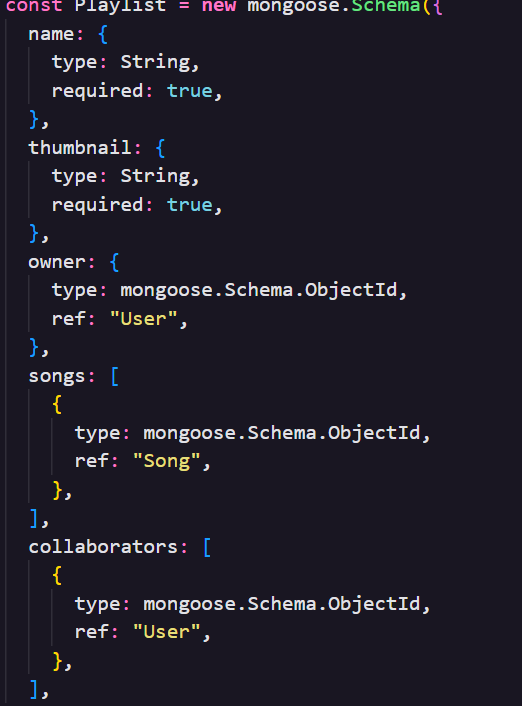 const Playlist = new mongoose.Schema({
name: {
type: String,
required: true,
},
thumbnail: {
type: String,
required: true,
},
owner: {
type: mongoose.Schema.ObjectId,
ref: "User",
},
songs: [
{
type: mongoose.Schema.ObjectId,
ref: "Song",
},
],
collaborators: [
{
type: mongoose.Schema.ObjectId,
ref: "User",
},
],